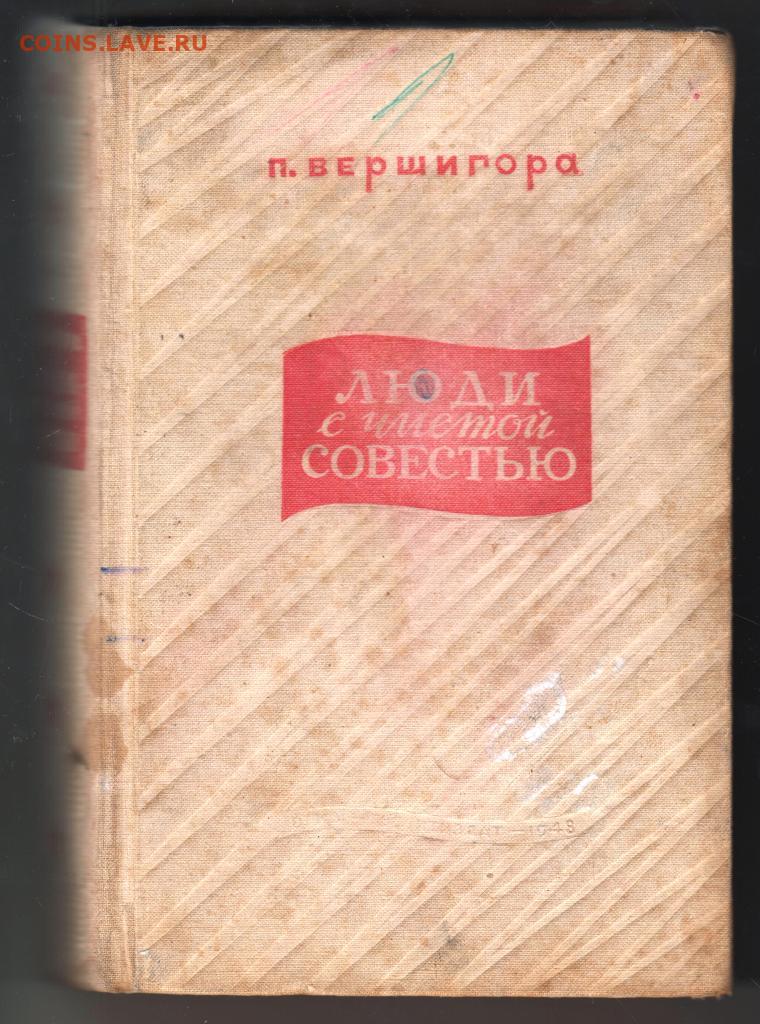 COINS.LAVE.RU
П. ВЕРШИГОРА
ЛЮДИ
с чистой
СОВЕСТЬЮ